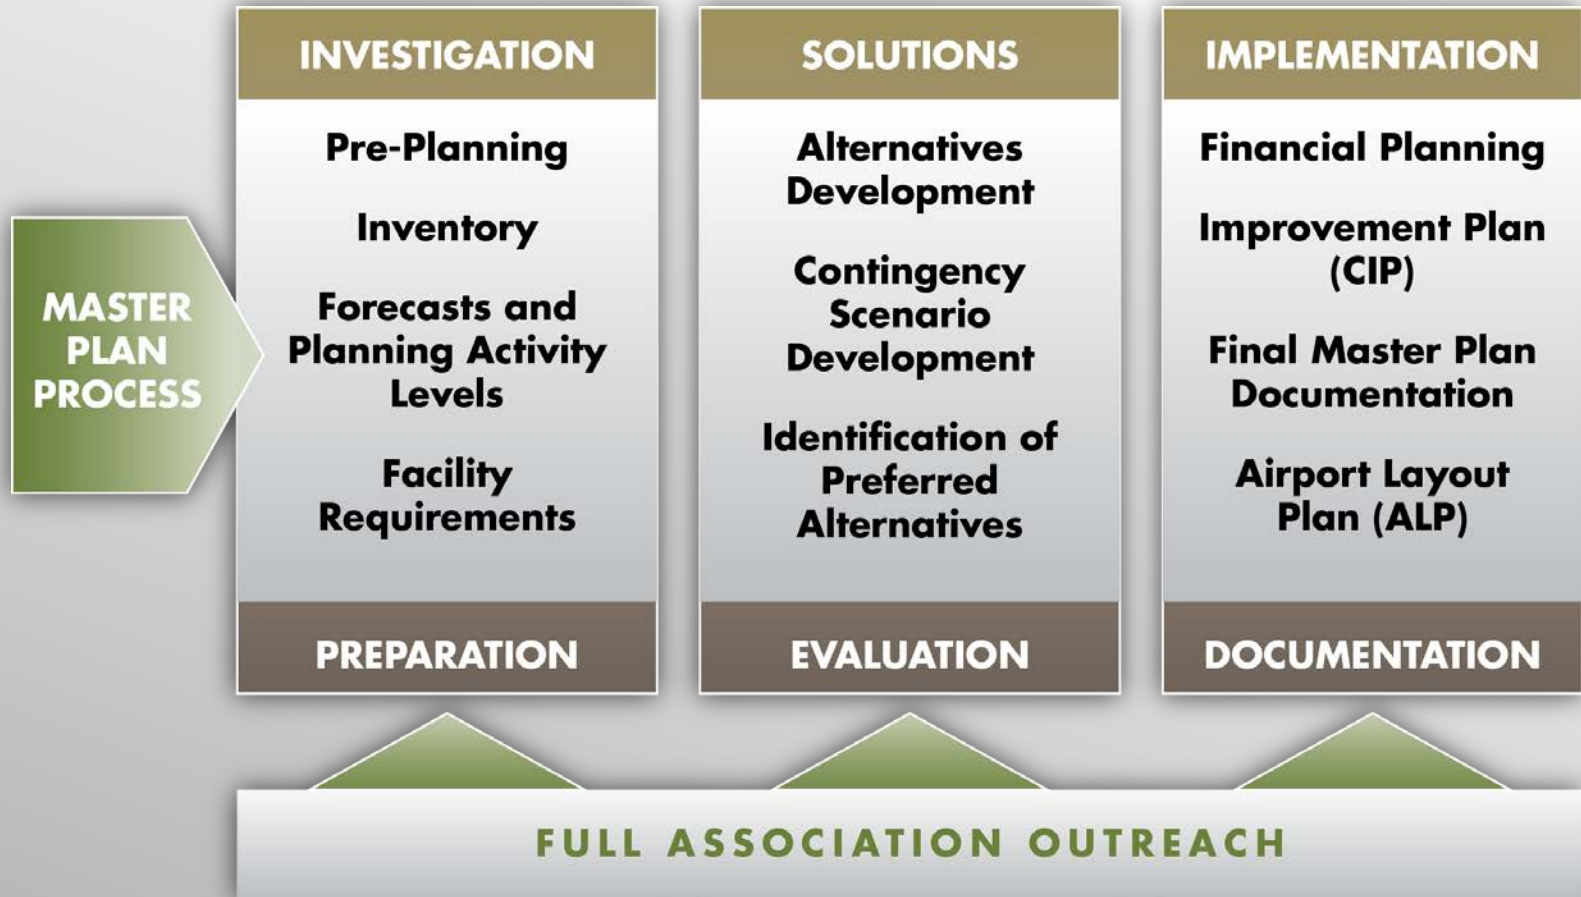 MASTER
PLAN
PROCESS
INVESTIGATION
Pre-Planning
Inventory
Forecasts and
Planning Activity
Levels
Facility
Requirements
PREPARATION
SOLUTIONS
Alternatives
Development
Contingency
Scenario
Development
Identification of
Preferred
Alternatives
EVALUATION
IMPLEMENTATION
Financial Planning
Improvement Plan
(CIP)
Final Master Plan
Documentation
Airport Layout
Plan (ALP)
DOCUMENTATION
FULL ASSOCIATION OUTREACH